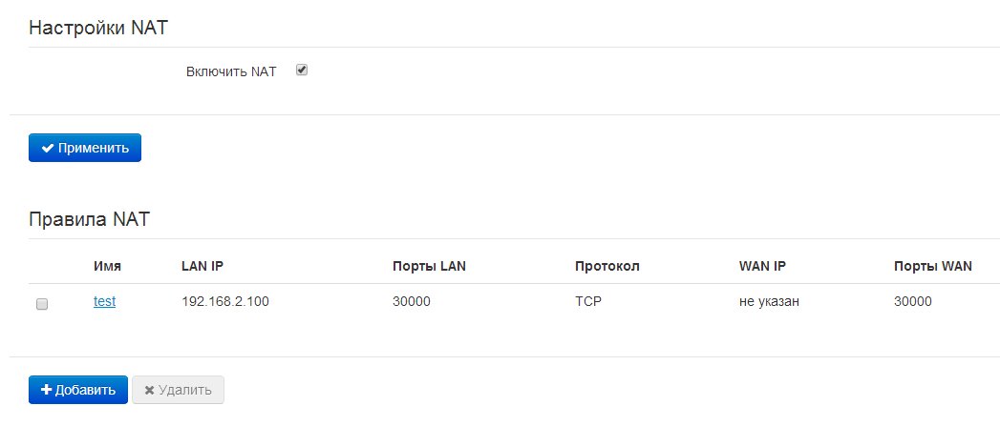 Настройки NAT
Включить NAT
Применить
Правила NAT
Имя LAN IP Порты LAN Протокол WAN IP Порты WAN
test 192.168.2.100 30000 TCP не указан 30000
Добавить Удалить